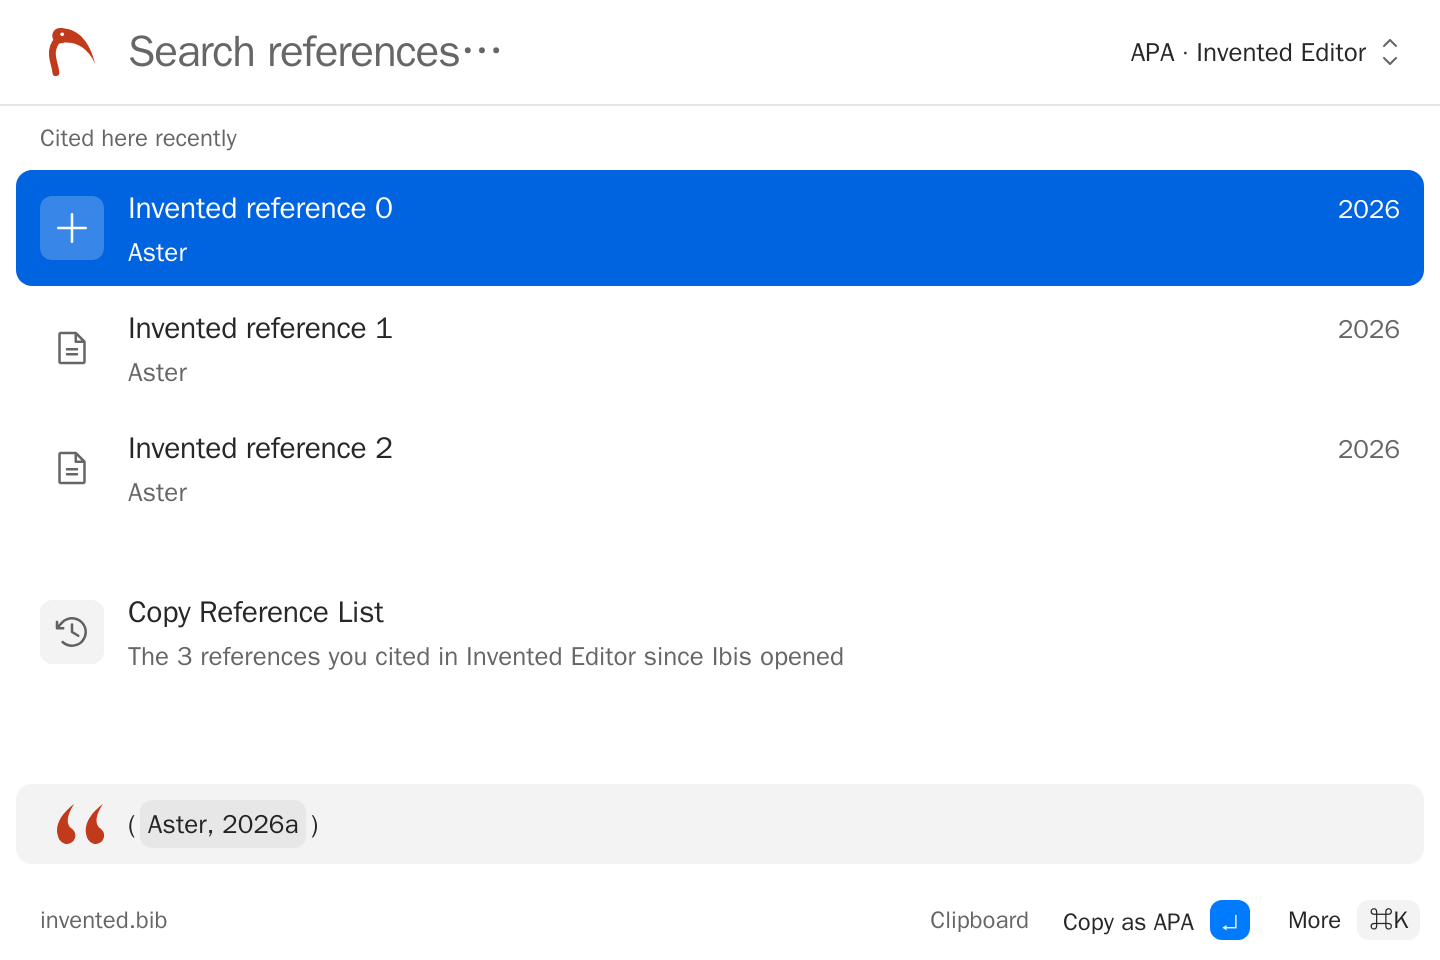 Search references…
APA · Invented Editor
Cited here recently
Invented reference 0
2026
Aster
Invented reference 1
2026
Aster
Invented reference 2
2026
Aster
Copy Reference List
The 3 references you cited in Invented Editor since Ibis opened
(Aster, 2026a)
invented.bib
Clipboard
Copy as APA
More ⌘K